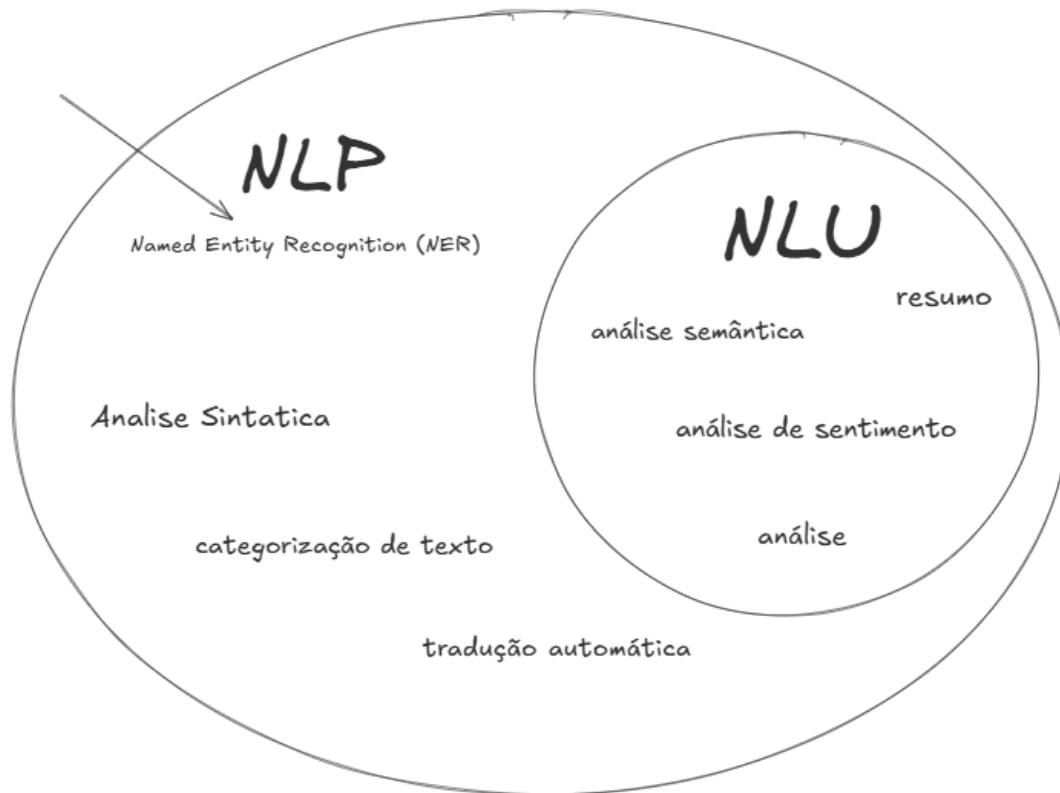 NLP
Named Entity Recognition (NER)
Analise Sintatica
categorização de texto
tradução automática
NLU
resumo
análise semântica
análise de sentimento
análise